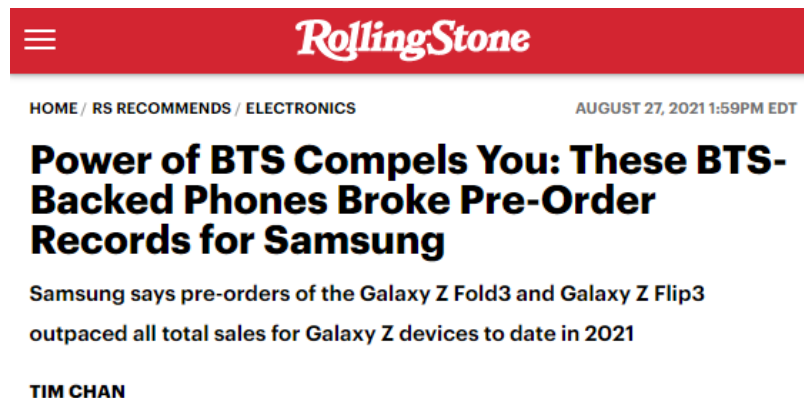 RollingStone
HOME / RS RECOMMENDS / ELECTRONICS AUGUST 27, 2021 1:59PM EDT
Power of BTS Compels You: These BTS-
Backed Phones Broke Pre-Order
Records for Samsung
Samsung says pre-orders of the Galaxy Z Fold3 and Galaxy Z Flip3
outpaced all total sales for Galaxy Z devices to date in 2021
TIM CHAN